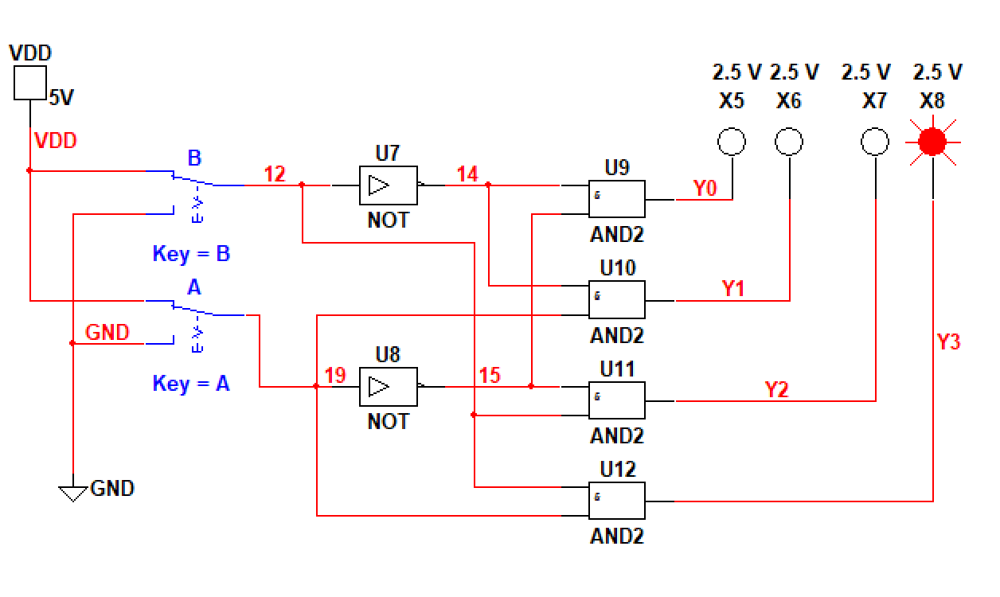 VDD
5V
VDD
2.5 V 2.5 V 2.5 V 2.5 V
X5 X6 X7 X8
B
12
U7
14
U9
&
Y0
NOT
AND2
Key = B
A
U10
&
Y1
GND
AND2
Y3
Key = A
19
U8
15
U11
&
Y2
NOT
AND2
GND
U12
&
AND2